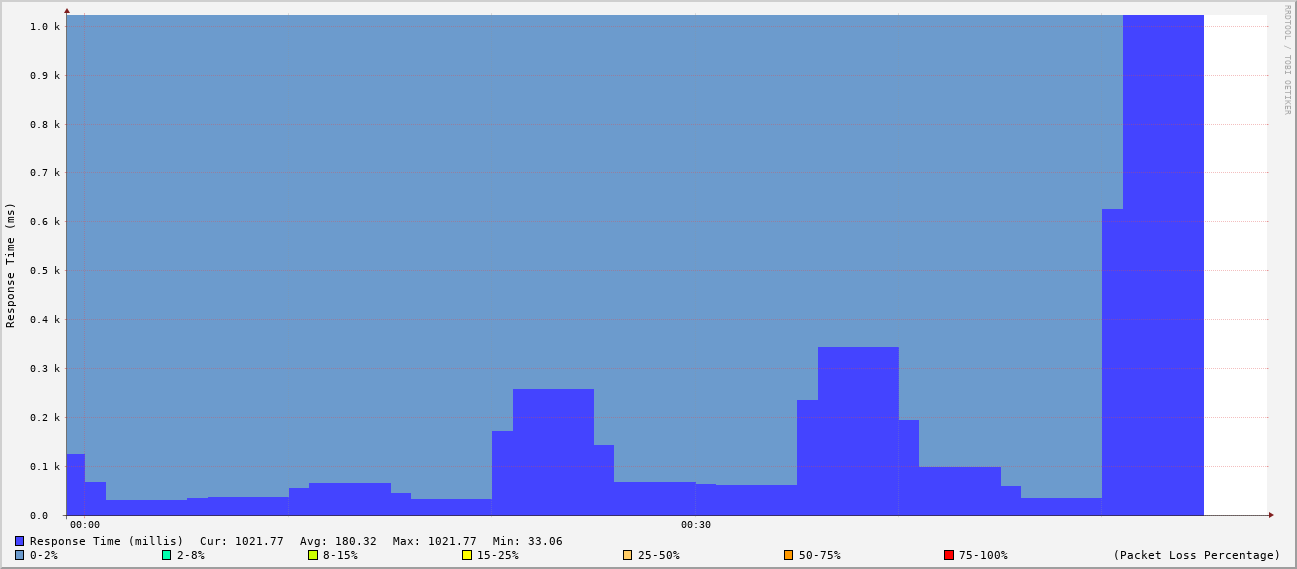 RRDTOOL / TOBI OETIKER
Response Time (ms)
1.0 k
0.9 k
0.8 k
0.7 k
0.6 k
0.5 k
0.4 k
0.3 k
0.2 k
0.1 k
0.0
00:00 00:30
Response Time (millis) Cur: 1021.77 Avg: 180.32 Max: 1021.77 Min: 33.06
0-2% 2-8% 8-15% 15-25% 25-50% 50-75% 75-100% (Packet Loss Percentage)